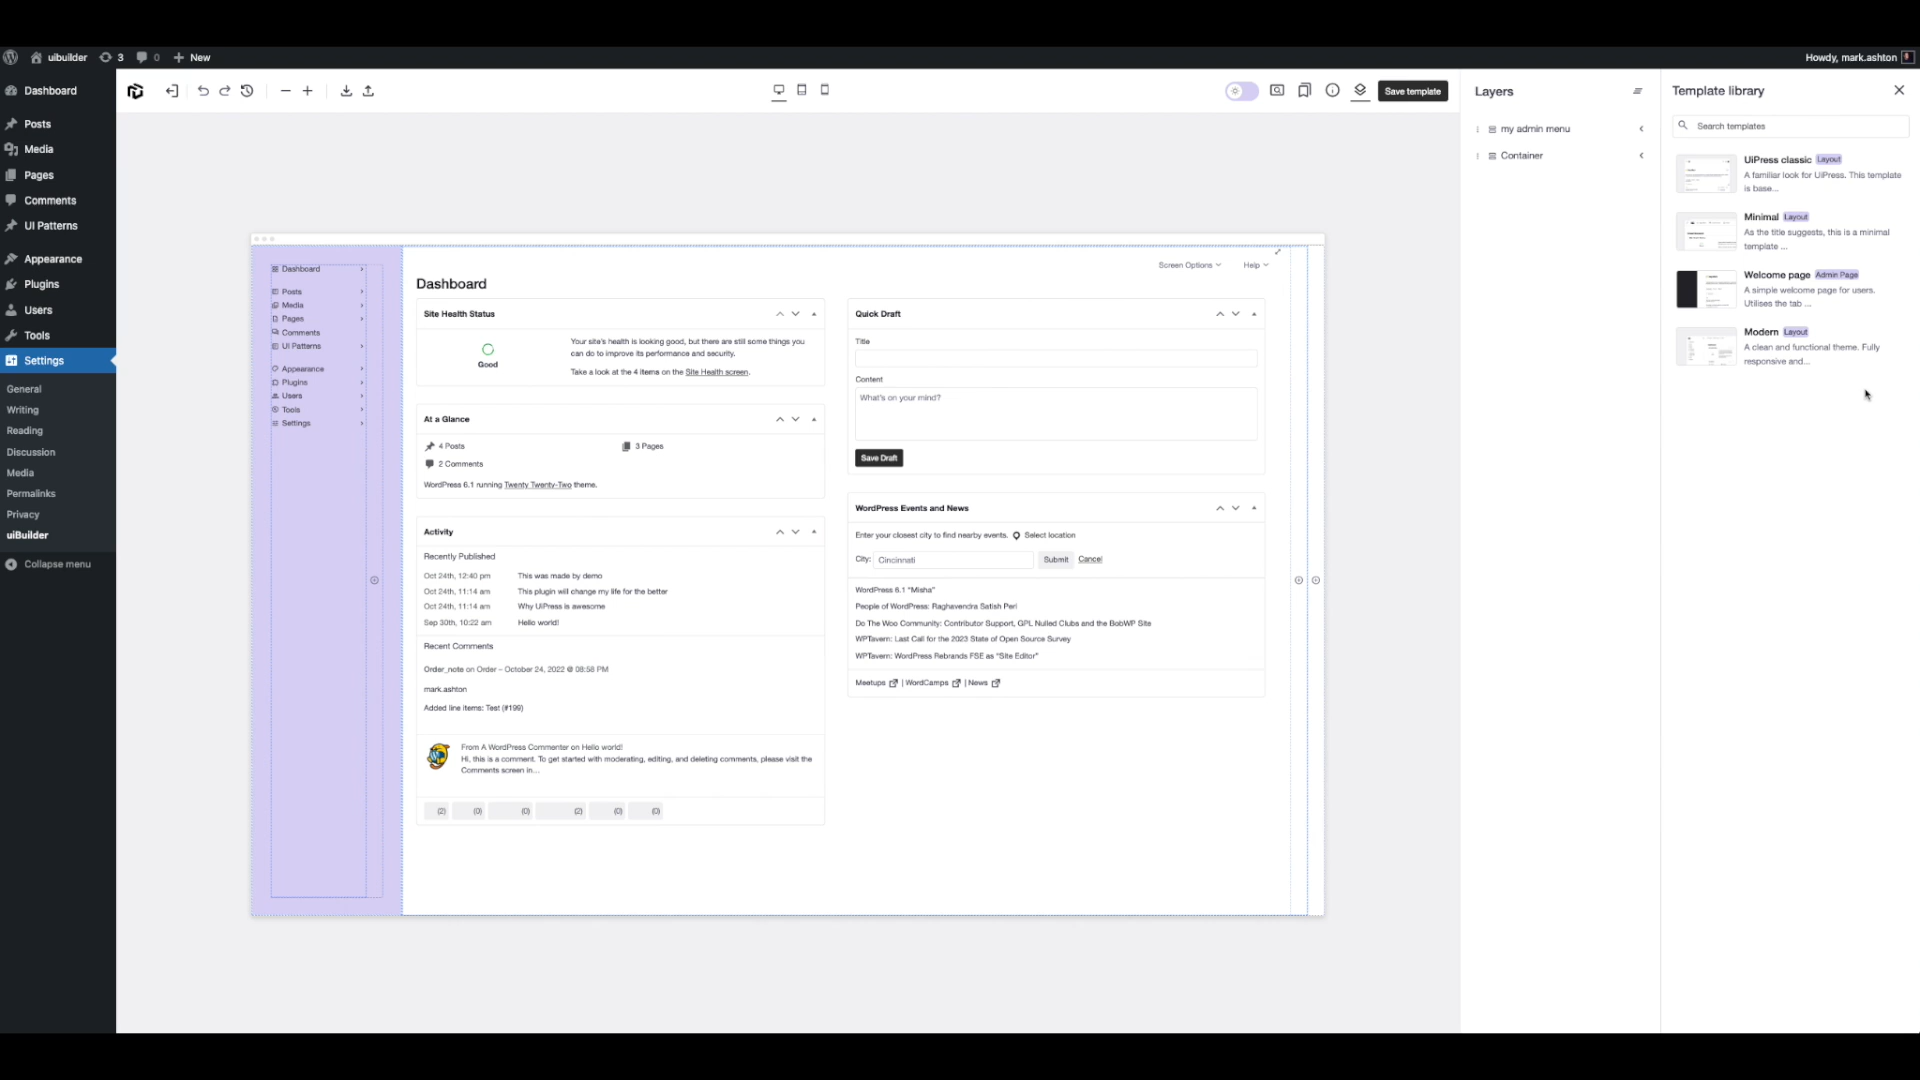 uibuilder 3 0 New
Howdy, mark.ashton
Dashboard
Posts
Media
Pages
Comments
UI Patterns
Appearance
Plugins
Users
Tools
Settings
General
Writing
Reading
Discussion
Media
Permalinks
Privacy
uiBuilder
Collapse menu
Save template
Dashboard
Posts
Media
Pages
Comments
UI Patterns
Appearance
Plugins
Users
Tools
Settings
Screen Options Help
Dashboard
Site Health Status
Good
Your site's health is looking good, but there are still some things you
can do to improve its performance and security.
Take a look at the 4 items on the Site Health screen.
At a Glance
4 Posts 3 Pages
2 Comments
WordPress 6.1 running Twenty Twenty-Two theme.
Activity
Recently Published
Oct 24th, 12:40 pm This was made by demo
Oct 24th, 11:14 am This plugin will change my life for the better
Oct 24th, 11:14 am Why UiPress is awesome
Sep 30th, 10:22 am Hello world!
Recent Comments
Order_note on Order – October 24, 2022 @ 08:58 PM
mark.ashton
Added line items: Test (#199)
From A WordPress Commenter on Hello world!
Hi, this is a comment. To get started with moderating, editing, and deleting comments, please visit the
Comments screen in...
(2) (0) (0) (2) (0) (0)
Quick Draft
Title
Content
What's on your mind?
Save Draft
WordPress Events and News
Enter your closest city to find nearby events. Select location
City: Cincinnati Submit Cancel
WordPress 6.1 "Misha"
People of WordPress: Raghavendra Satish Peri
Do The Woo Community: Contributor Support, GPL Nulled Clubs and the BobWP Site
WPTavern: Last Call for the 2023 State of Open Source Survey
WPTavern: WordPress Rebrands FSE as "Site Editor"
Meetups | WordCamps | News
Layers
my admin menu
Container
Template library
Search templates
UiPress classic Layout
A familiar look for UiPress. This template
is base...
Minimal Layout
As the title suggests, this is a minimal
template ...
Welcome page Admin Page
A simple welcome page for users.
Utilises the tab ...
Modern Layout
A clean and functional theme. Fully
responsive and...